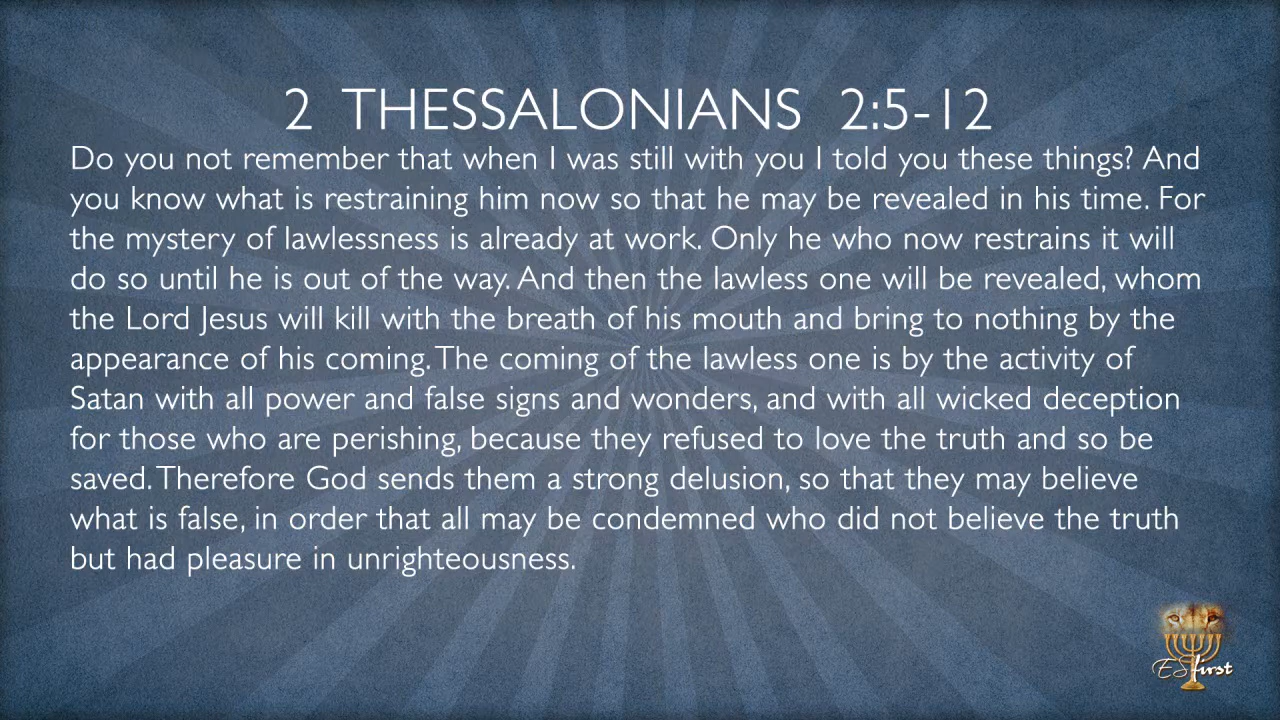 2 THESSALONIANS 2:5-12
Do you not remember that when I was still with you I told you these things? And
you know what is restraining him now so that he may be revealed in his time. For
the mystery of lawlessness is already at work. Only he who now restrains it will
do so until he is out of the way. And then the lawless one will be revealed, whom
the Lord Jesus will kill with the breath of his mouth and bring to nothing by the
appearance of his coming. The coming of the lawless one is by the activity of
Satan with all power and false signs and wonders, and with all wicked deception
for those who are perishing, because they refused to love the truth and so be
saved. Therefore God sends them a strong delusion, so that they may believe
what is false, in order that all may be condemned who did not believe the truth
but had pleasure in unrighteousness.
ESfirst